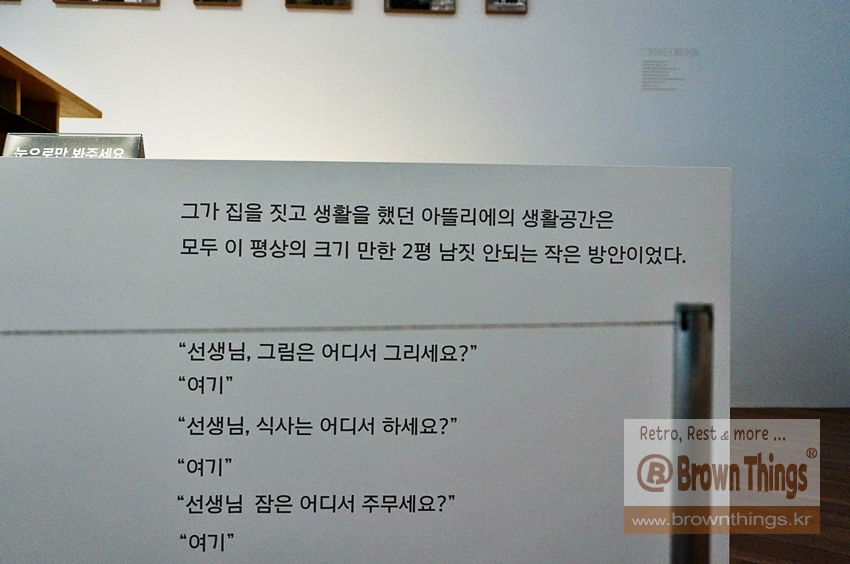 눈으로만 봐주세요
그가 집을 짓고 생활을 했던 아뜰리에의 생활공간은
모두 이 평상의 크기 만한 2평 남짓 안되는 작은 방안이었다.
“선생님, 그림은 어디서 그리세요?”
“여기”
“선생님, 식사는 어디서 하세요?”
“여기”
“선생님 잠은 어디서 주무세요?”
“여기”
Retro, Rest & more ...
R Brown Things®
www.brownthings.kr